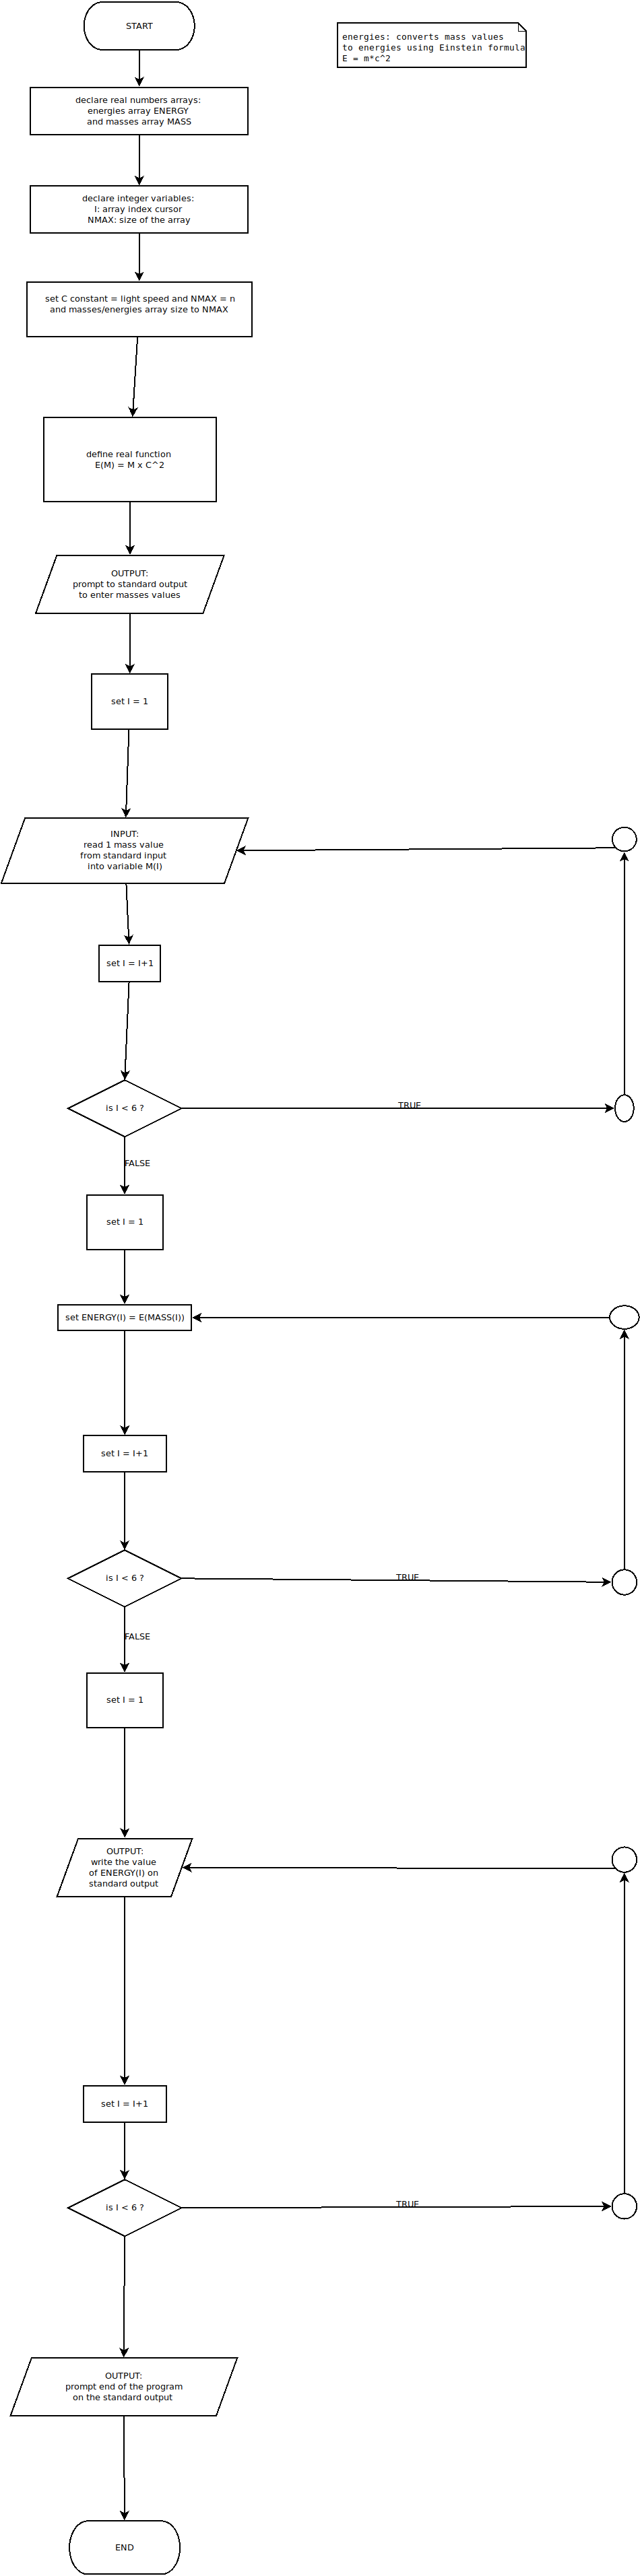 START
energies: converts mass values
to energies using Einstein formula
E = m*c^2
declare real numbers arrays:
energies array ENERGY
and masses array MASS
declare integer variables:
I: array index cursor
NMAX: size of the array
set C constant = light speed and NMAX = n
and masses/energies array size to NMAX
define real function
E(M) = M x C^2
OUTPUT:
prompt to standard output
to enter masses values
set I = 1
INPUT:
read 1 mass value
from standard input
into variable M(I)
set I = I+1
is I < 6 ?
TRUE
FALSE
set I = 1
set ENERGY(I) = E(MASS(I))
set I = I+1
is I < 6 ?
TRUE
FALSE
set I = 1
OUTPUT:
write the value
of ENERGY(I) on
standard output
set I = I+1
is I < 6 ?
TRUE
OUTPUT:
prompt end of the program
on the standard output
END